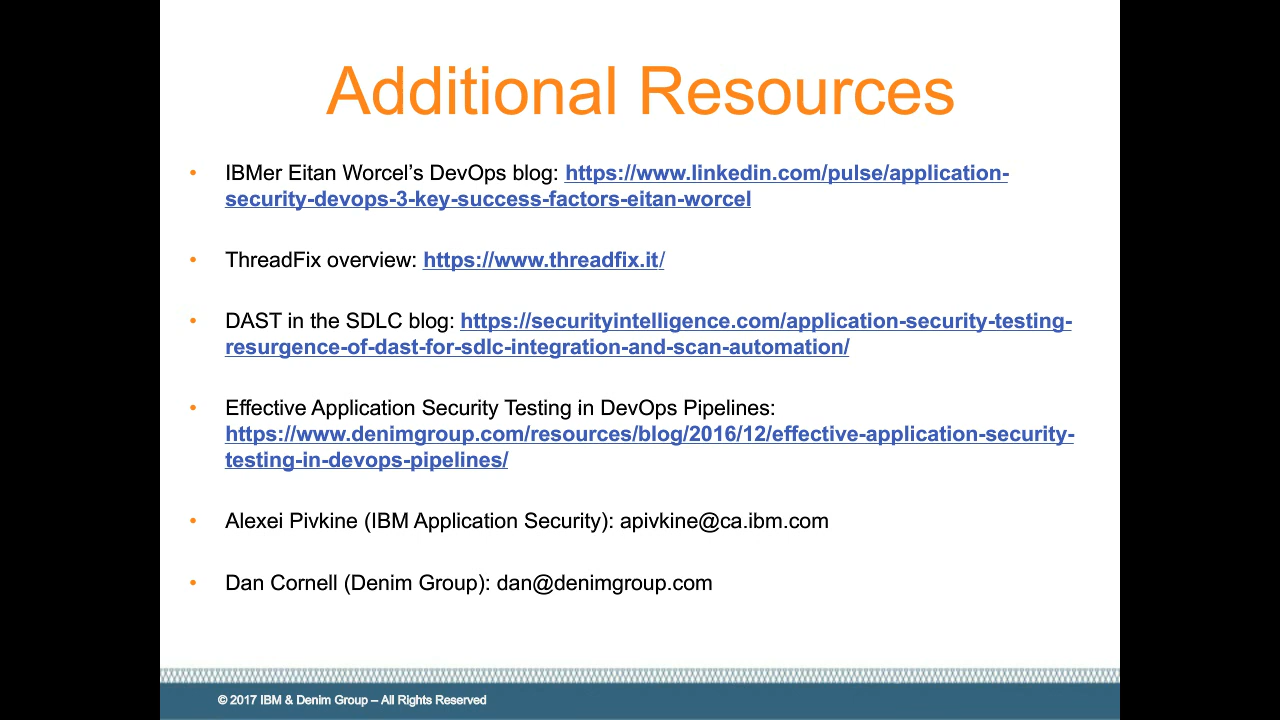 Additional Resources
• IBMer Eitan Worcel’s DevOps blog: https://www.linkedin.com/pulse/application-
security-devops-3-key-success-factors-eitan-worcel
• ThreadFix overview: https://www.threadfix.it/
• DAST in the SDLC blog: https://securityintelligence.com/application-security-testing-
resurgence-of-dast-for-sdlc-integration-and-scan-automation/
• Effective Application Security Testing in DevOps Pipelines:
https://www.denimgroup.com/resources/blog/2016/12/effective-application-security-
testing-in-devops-pipelines/
• Alexei Pivkine (IBM Application Security): apivkine@ca.ibm.com
• Dan Cornell (Denim Group): dan@denimgroup.com
© 2017 IBM & Denim Group – All Rights Reserved